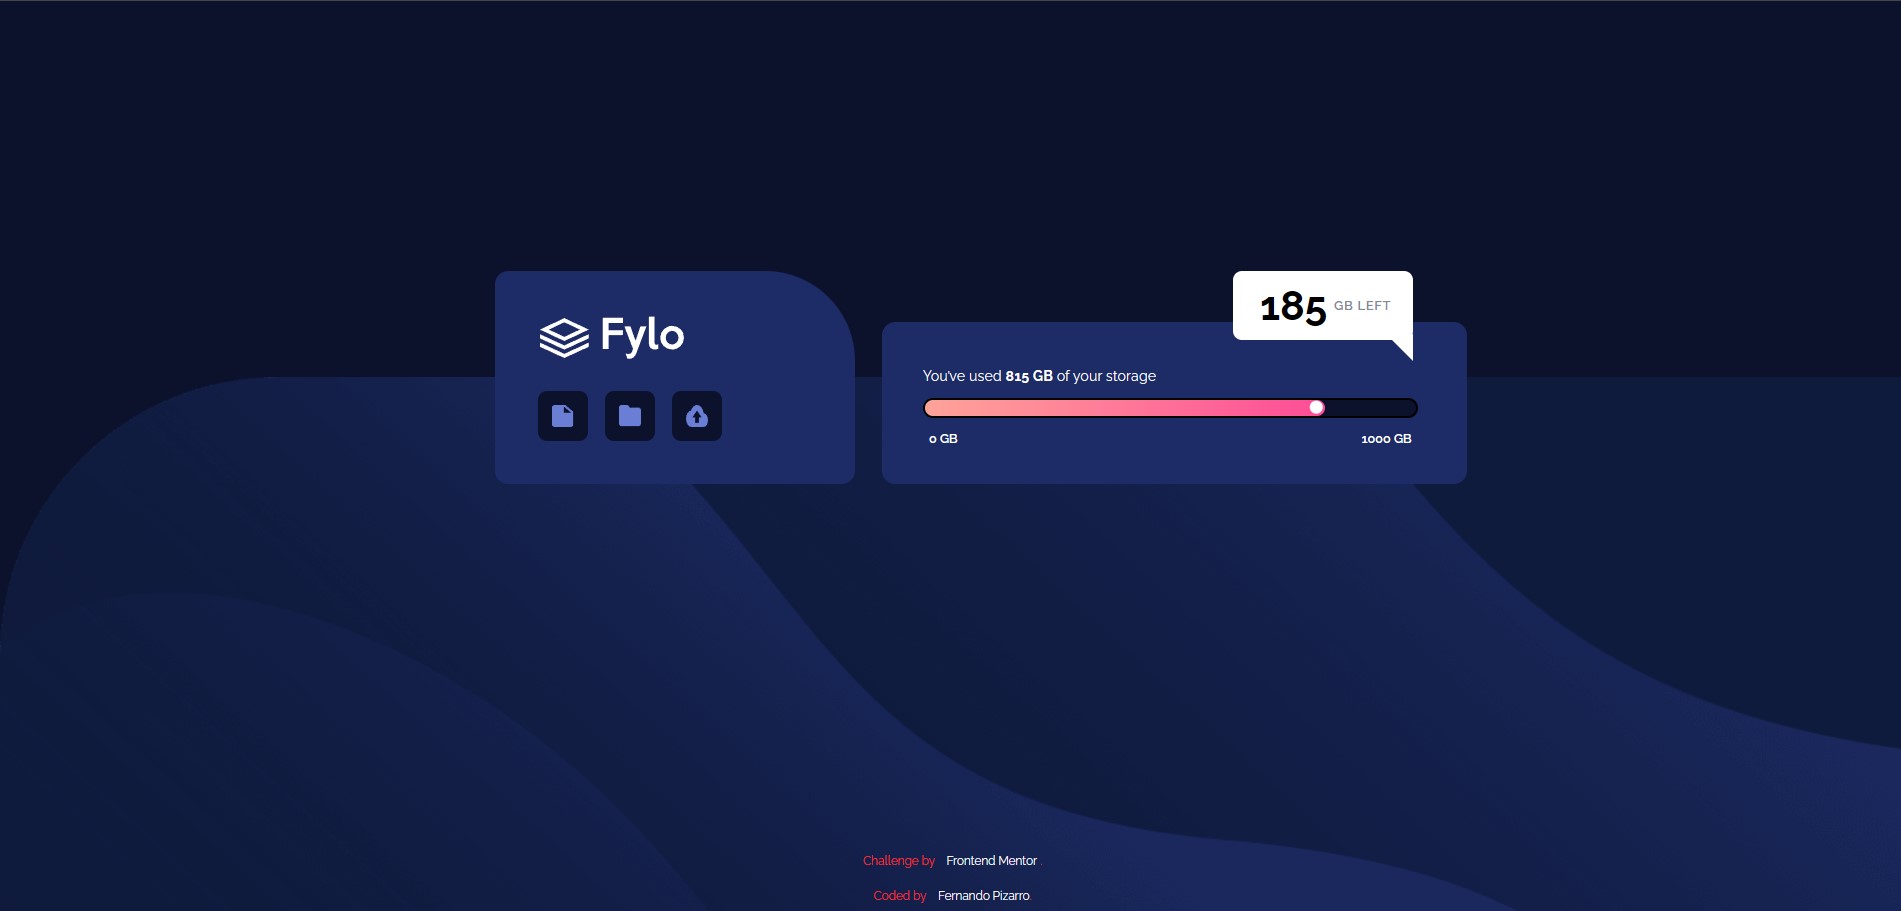 Fylo
185 GB LEFT
You've used 815 GB of your storage
0 GB
1000 GB
Challenge by Frontend Mentor .
Coded by Fernando Pizarro